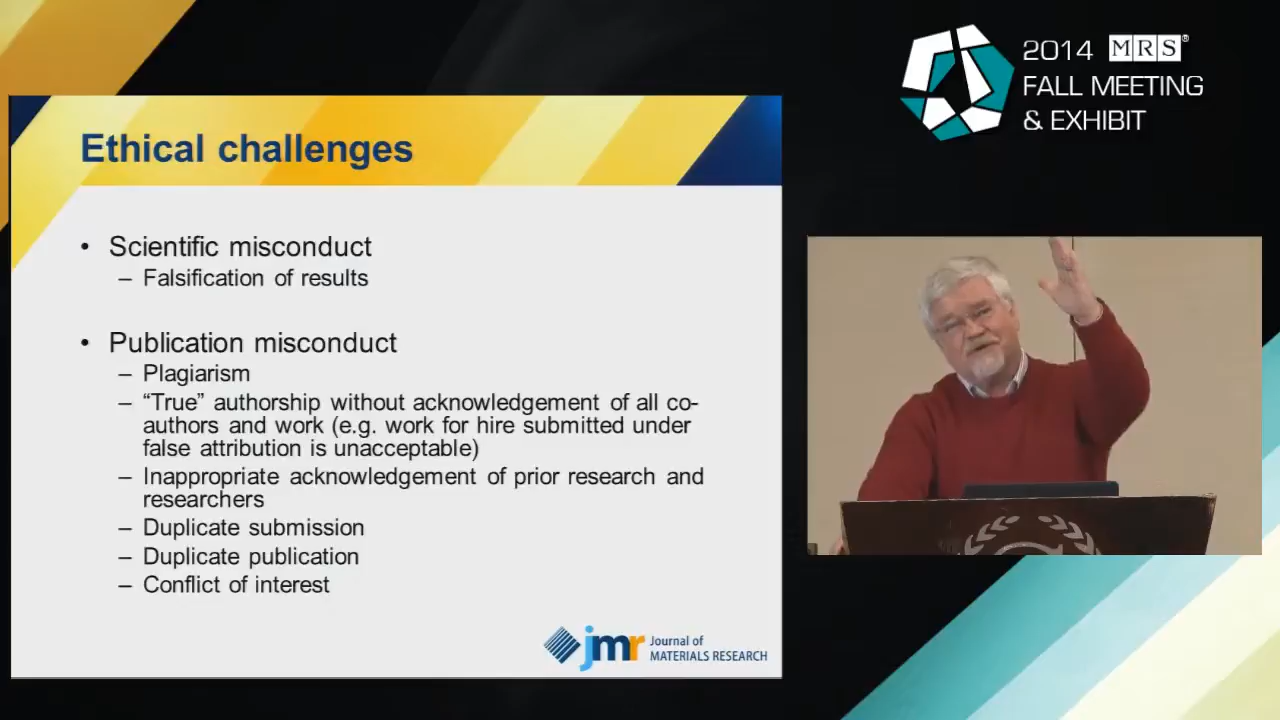 2014 MRS®
FALL MEETING
& EXHIBIT
Ethical challenges
• Scientific misconduct
– Falsification of results
• Publication misconduct
– Plagiarism
– “True” authorship without acknowledgement of all co-
authors and work (e.g. work for hire submitted under
false attribution is unacceptable)
– Inappropriate acknowledgement of prior research and
researchers
– Duplicate submission
– Duplicate publication
– Conflict of interest
jmr Journal of
MATERIALS RESEARCH